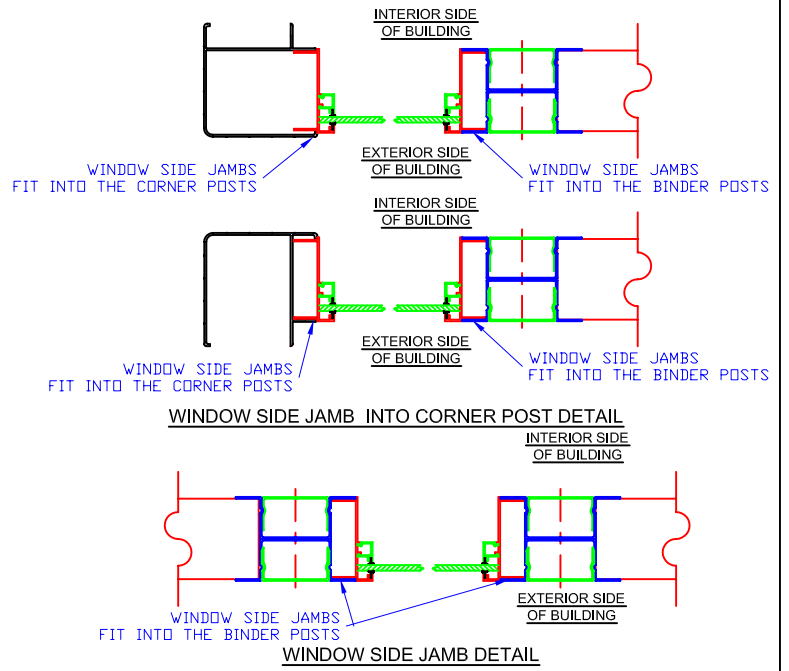 INTERIOR SIDE
OF BUILDING
EXTERIOR SIDE
OF BUILDING
WINDOW SIDE JAMBS
FIT INTO THE CORNER POSTS
WINDOW SIDE JAMBS
FIT INTO THE BINDER POSTS
INTERIOR SIDE
OF BUILDING
EXTERIOR SIDE
OF BUILDING
WINDOW SIDE JAMBS
FIT INTO THE CORNER POSTS
WINDOW SIDE JAMBS
FIT INTO THE BINDER POSTS
WINDOW SIDE JAMB INTO CORNER POST DETAIL
INTERIOR SIDE
OF BUILDING
EXTERIOR SIDE
OF BUILDING
WINDOW SIDE JAMBS
FIT INTO THE BINDER POSTS
WINDOW SIDE JAMB DETAIL